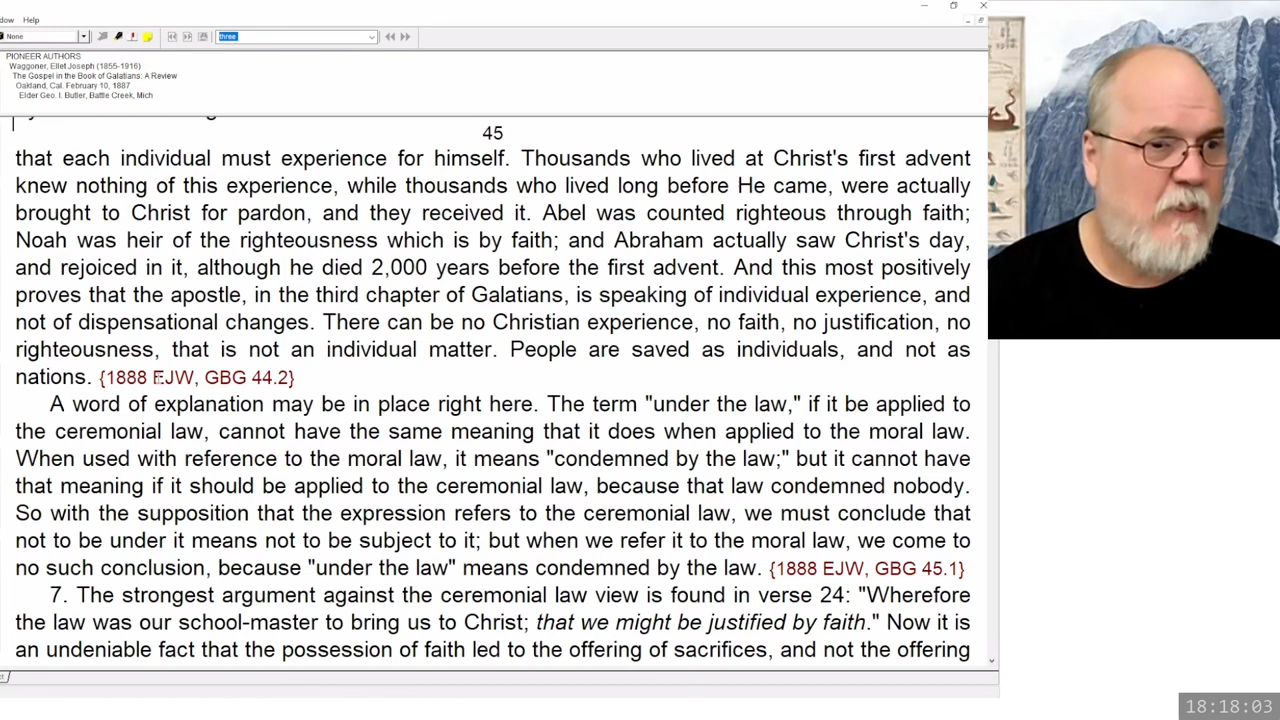 dow Help
None three
PIONEER AUTHORS
Waggoner, Ellet Joseph (1855-1916)
The Gospel in the Book of Galatians: A Review
Oakland, Cal. February 10, 1887
Elder Geo. I. Butler, Battle Creek, Mich
45
that each individual must experience for himself. Thousands who lived at Christ's first advent
knew nothing of this experience, while thousands who lived long before He came, were actually
brought to Christ for pardon, and they received it. Abel was counted righteous through faith;
Noah was heir of the righteousness which is by faith; and Abraham actually saw Christ's day,
and rejoiced in it, although he died 2,000 years before the first advent. And this most positively
proves that the apostle, in the third chapter of Galatians, is speaking of individual experience, and
not of dispensational changes. There can be no Christian experience, no faith, no justification, no
righteousness, that is not an individual matter. People are saved as individuals, and not as
nations. {1888 EJW, GBG 44.2}
A word of explanation may be in place right here. The term "under the law," if it be applied to
the ceremonial law, cannot have the same meaning that it does when applied to the moral law.
When used with reference to the moral law, it means "condemned by the law;" but it cannot have
that meaning if it should be applied to the ceremonial law, because that law condemned nobody.
So with the supposition that the expression refers to the ceremonial law, we must conclude that
not to be under it means not to be subject to it; but when we refer it to the moral law, we come to
no such conclusion, because "under the law" means condemned by the law. {1888 EJW, GBG 45.1}
7. The strongest argument against the ceremonial law view is found in verse 24: "Wherefore
the law was our school-master to bring us to Christ; that we might be justified by faith." Now it is
an undeniable fact that the possession of faith led to the offering of sacrifices, and not the offering
18:18:03